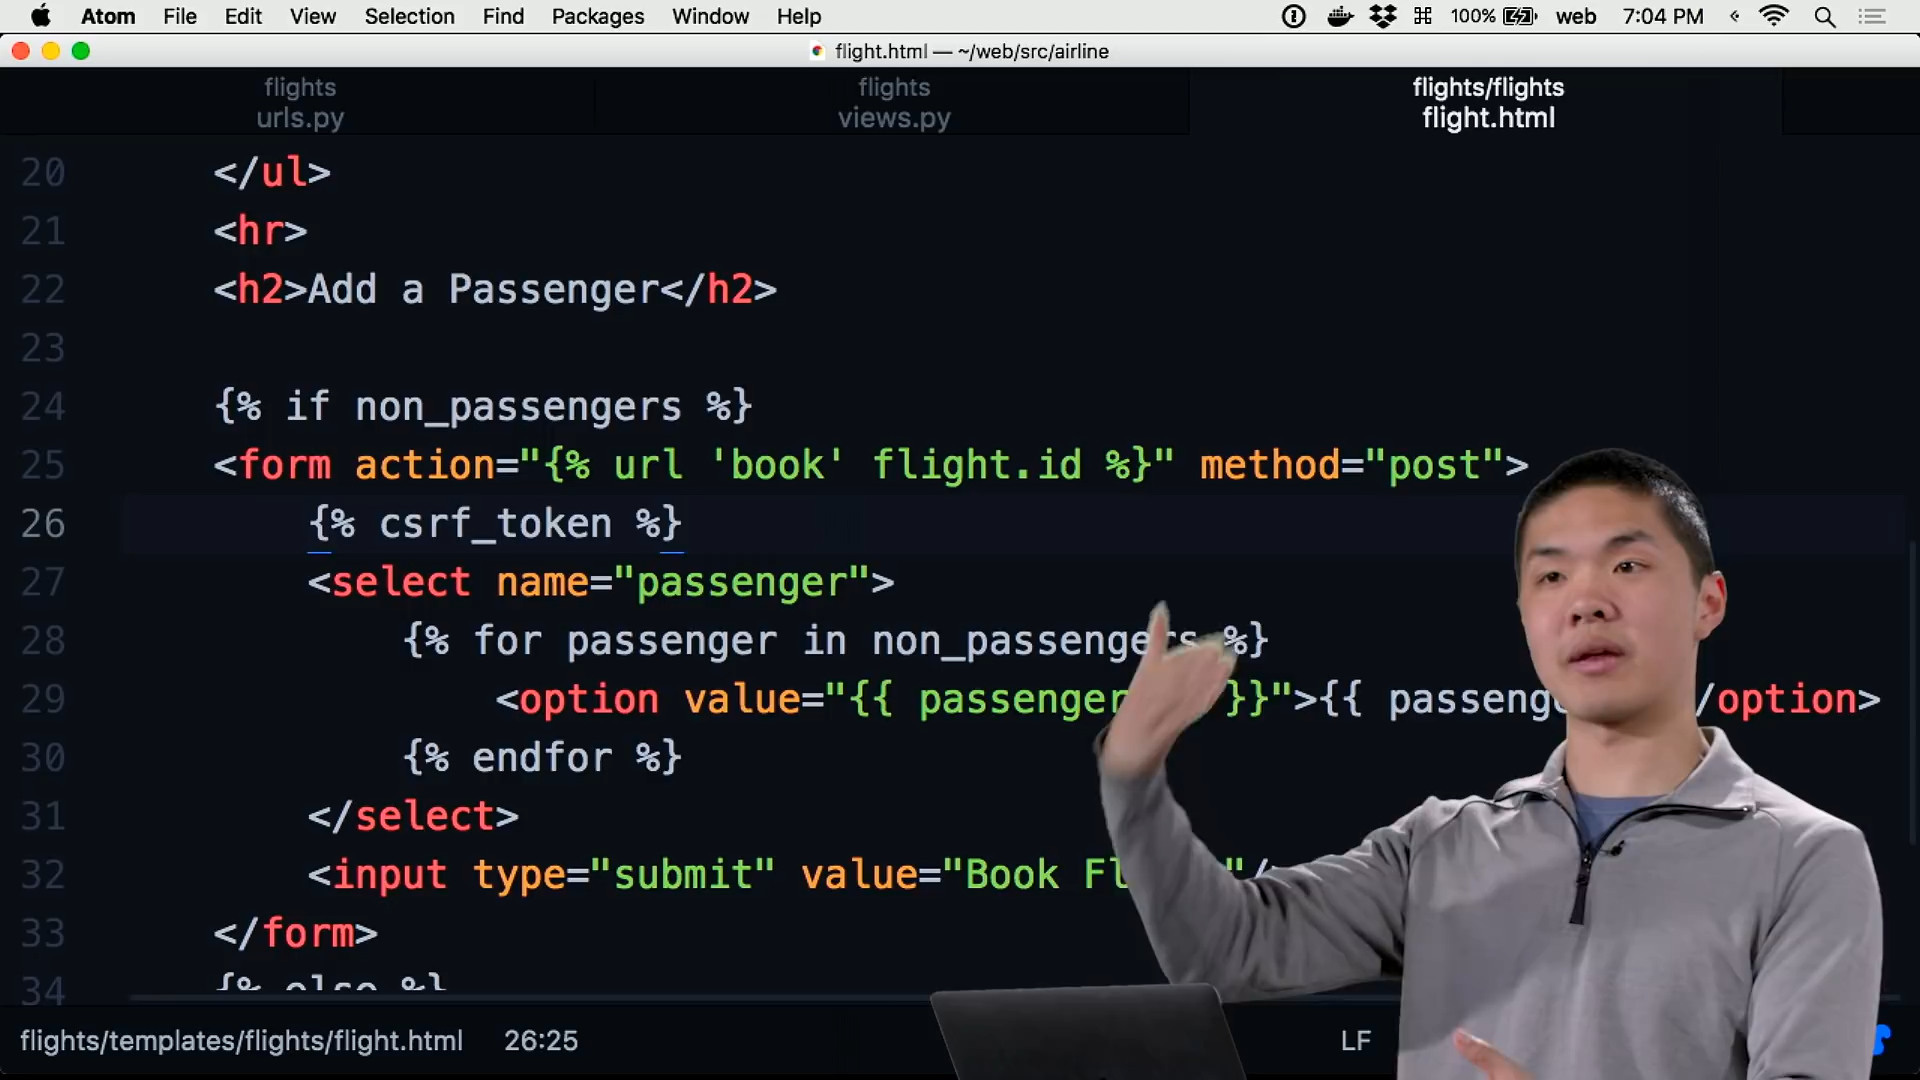 Atom File Edit View Selection Find Packages Window Help 100% web 7:04 PM
flight.html — ~/web/src/airline
flights
urls.py
flights
views.py
flights/flights
flight.html
20 </ul>
21 <hr>
22 <h2>Add a Passenger</h2>
23
24 {% if non_passengers %}
25 <form action="{% url 'book' flight.id %}" method="post">
26 {% csrf_token %}
27 <select name="passenger">
28 {% for passenger in non_passengers %}
29 <option value="{{ passenger }}">{{ /option>
30 {% endfor %}
31 </select>
32 <input type="submit" value="Book
33 </form>
34 {% else %}
flights/templates/flights/flight.html 26:25 LF